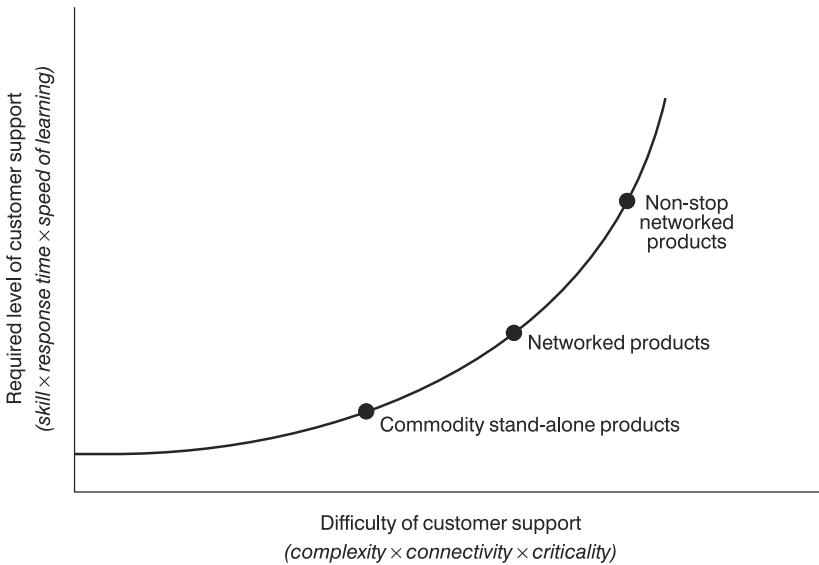 Required level of customer support
(skill × response time × speed of learning)
Non-stop
networked
products
Networked products
Commodity stand-alone products
Difficulty of customer support
(complexity × connectivity × criticality)